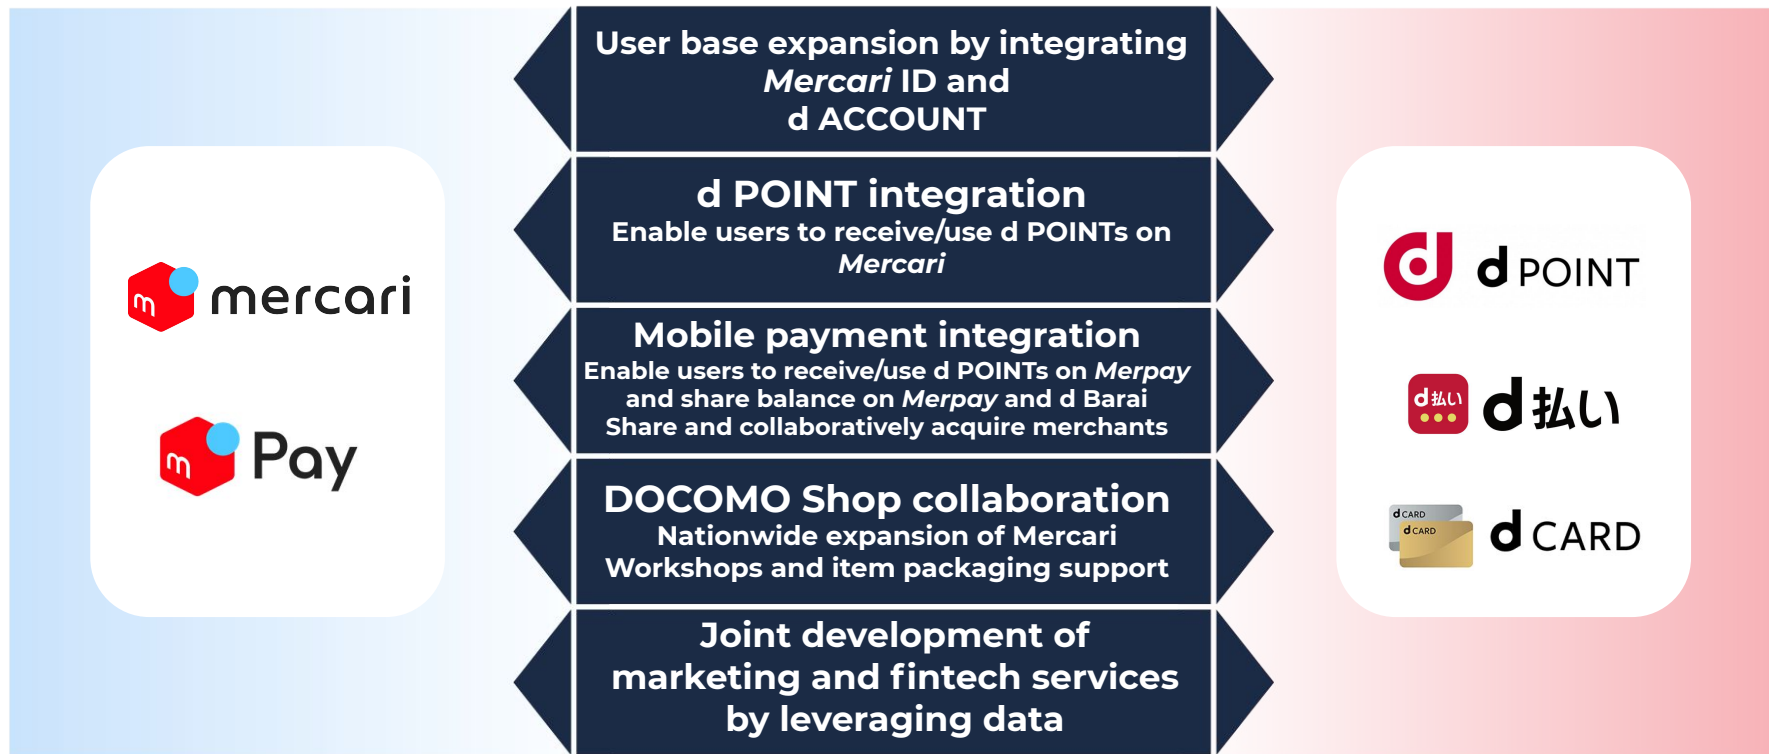 User base expansion by integrating
Mercari ID and
d ACCOUNT
d POINT integration
Enable users to receive/use d POINTs on
Mercari
Mobile payment integration
Enable users to receive/use d POINTs on Merpay
and share balance on Merpay and d Barai
Share and collaboratively acquire merchants
DOCOMO Shop collaboration
Nationwide expansion of Mercari
Workshops and item packaging support
Joint development of
marketing and fintech services
by leveraging data
m mercari
m Pay
d d POINT
d払い d払い
d CARD
d CARD
d CARD